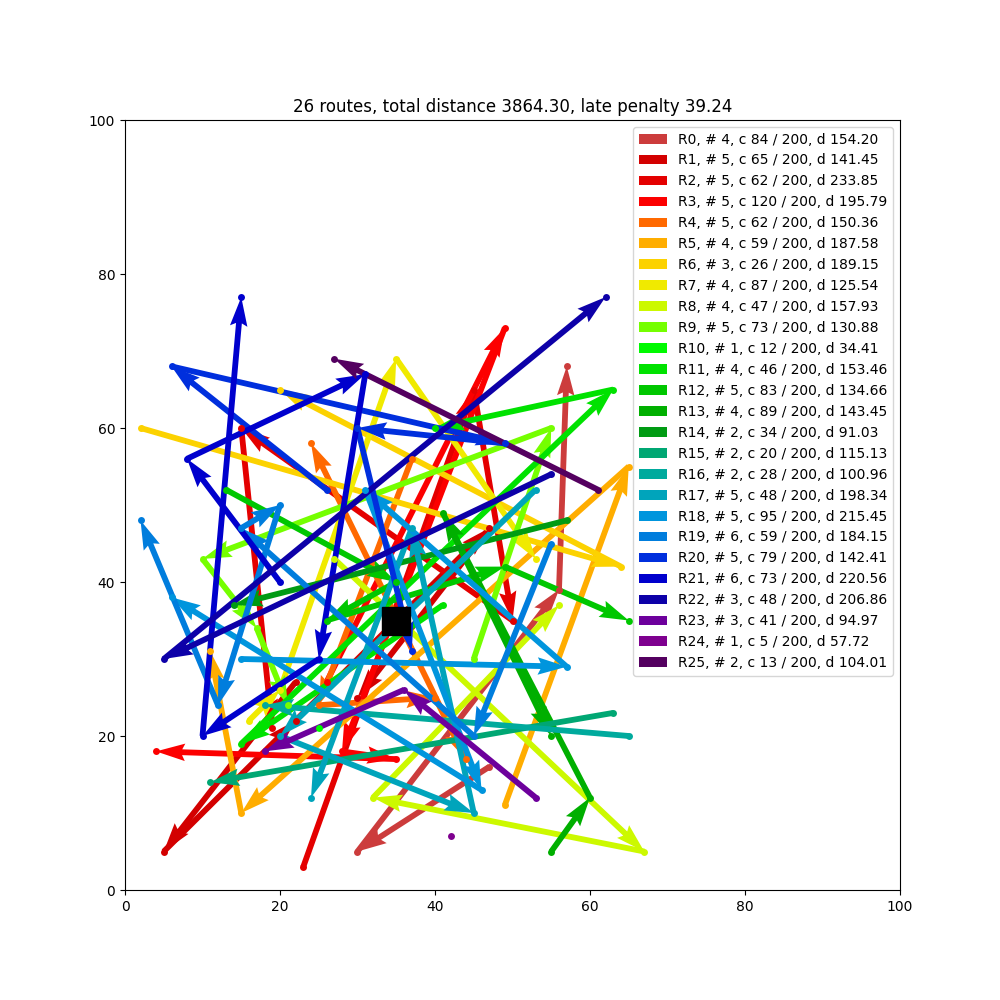 26 routes, total distance 3864.30, late penalty 39.24
100
80
60
40
20
0
0
20
40
60
80
100
R0, # 4, c 84 / 200, d 154.20
R1, # 5, c 65 / 200, d 141.45
R2, # 5, c 62 / 200, d 233.85
R3, # 5, c 120 / 200, d 195.79
R4, # 5, c 62 / 200, d 150.36
R5, # 4, c 59 / 200, d 187.58
R6, # 3, c 26 / 200, d 189.15
R7, # 4, c 87 / 200, d 125.54
R8, # 4, c 47 / 200, d 157.93
R9, # 5, c 73 / 200, d 130.88
R10, # 1, c 12 / 200, d 34.41
R11, # 4, c 46 / 200, d 153.46
R12, # 5, c 83 / 200, d 134.66
R13, # 4, c 89 / 200, d 143.45
R14, # 2, c 34 / 200, d 91.03
R15, # 2, c 20 / 200, d 115.13
R16, # 2, c 28 / 200, d 100.96
R17, # 5, c 48 / 200, d 198.34
R18, # 5, c 95 / 200, d 215.45
R19, # 6, c 59 / 200, d 184.15
R20, # 5, c 79 / 200, d 142.41
R21, # 6, c 73 / 200, d 220.56
R22, # 3, c 48 / 200, d 206.86
R23, # 3, c 41 / 200, d 94.97
R24, # 1, c 5 / 200, d 57.72
R25, # 2, c 13 / 200, d 104.01